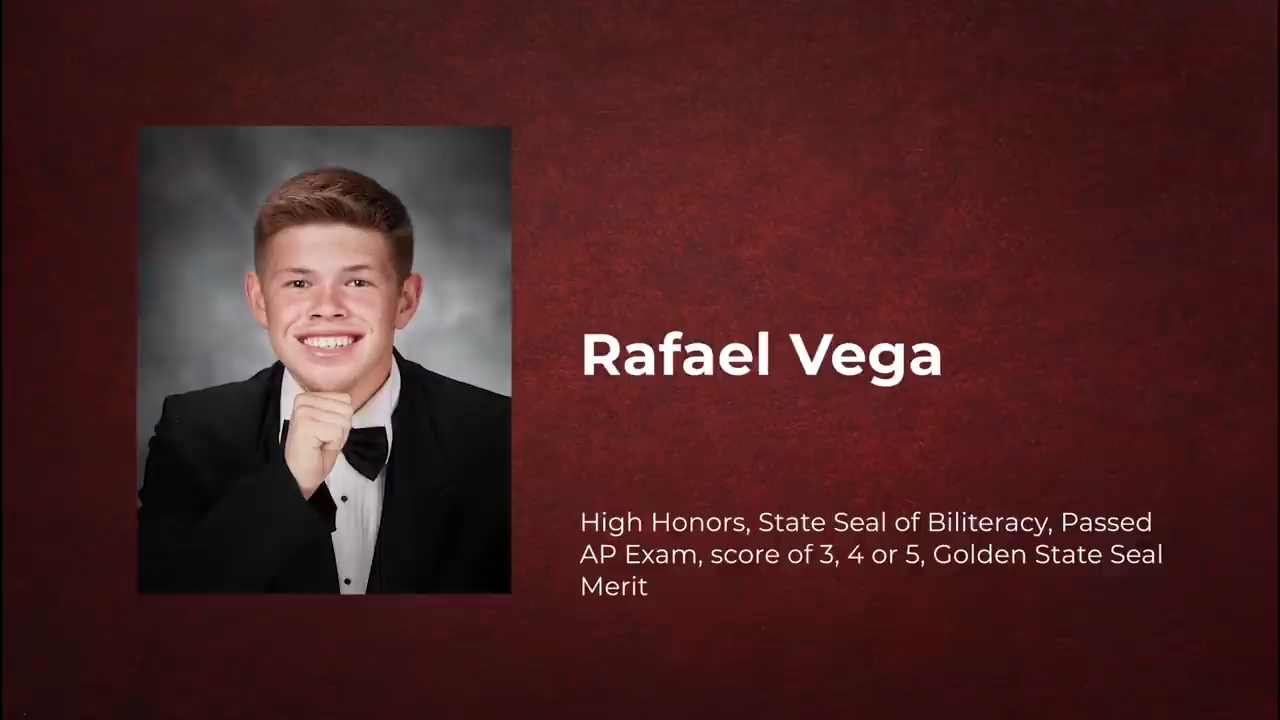 Rafael Vega
High Honors, State Seal of Biliteracy, Passed
AP Exam, score of 3, 4 or 5, Golden State Seal
Merit